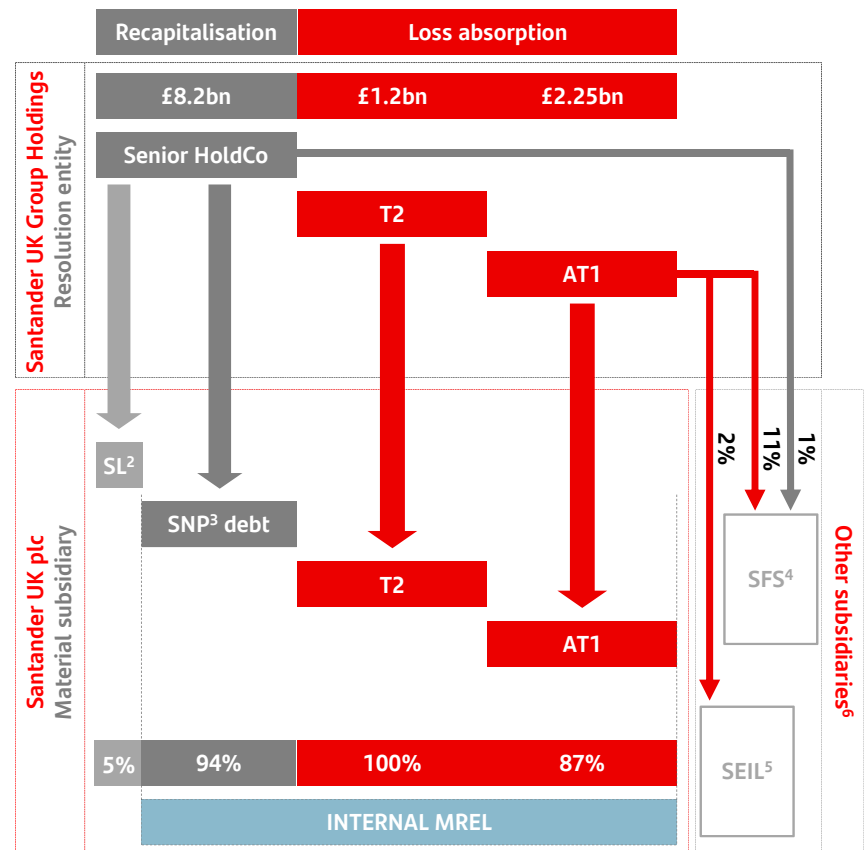 Recapitalisation Loss absorption
Santander UK Group Holdings
Resolution entity
£8.2bn £1.2bn £2.25bn
Senior HoldCo
T2
AT1
2% 11% 1%
Santander UK plc
Material subsidiary
SL²
SNP³ debt
T2
AT1
SFS⁴
SEIL⁵
Other subsidiaries⁶
5% 94% 100% 87%
INTERNAL MREL